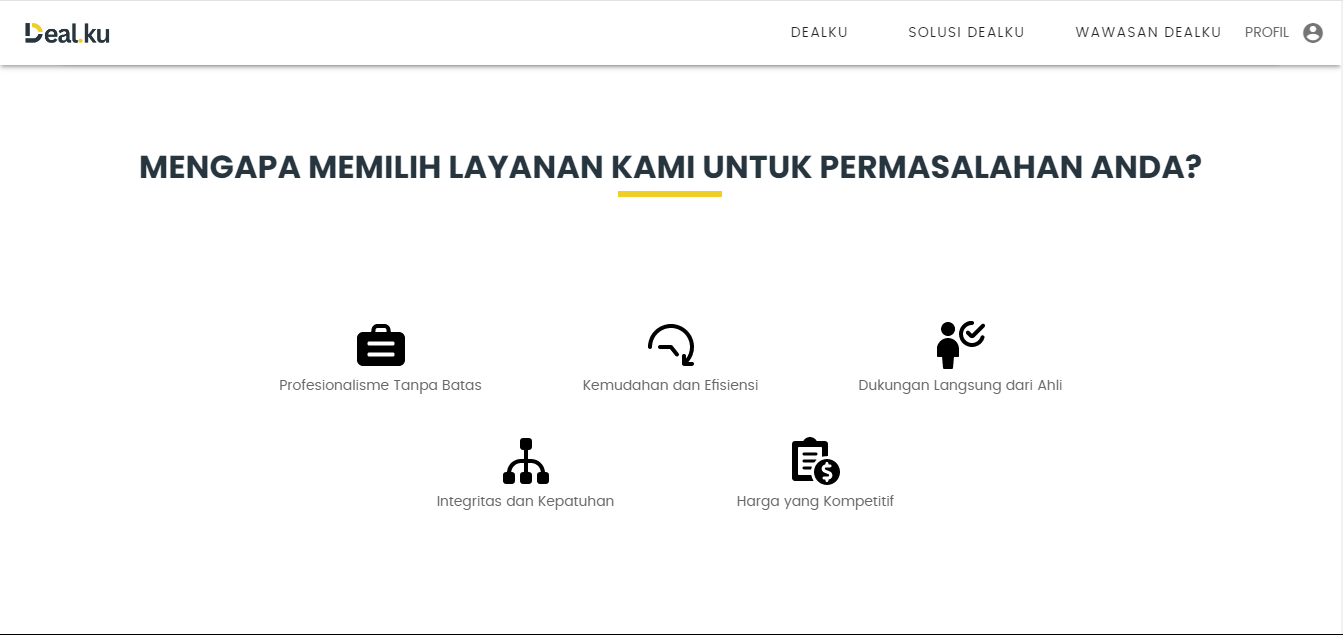 Deal.ku
DEALKU
SOLUSI DEALKU
WAWASAN DEALKU
PROFIL
MENGAPA MEMILIH LAYANAN KAMI UNTUK PERMASALAHAN ANDA?
Profesionalisme Tanpa Batas
Kemudahan dan Efisiensi
Dukungan Langsung dari Ahli
$
Integritas dan Kepatuhan
Harga yang Kompetitif